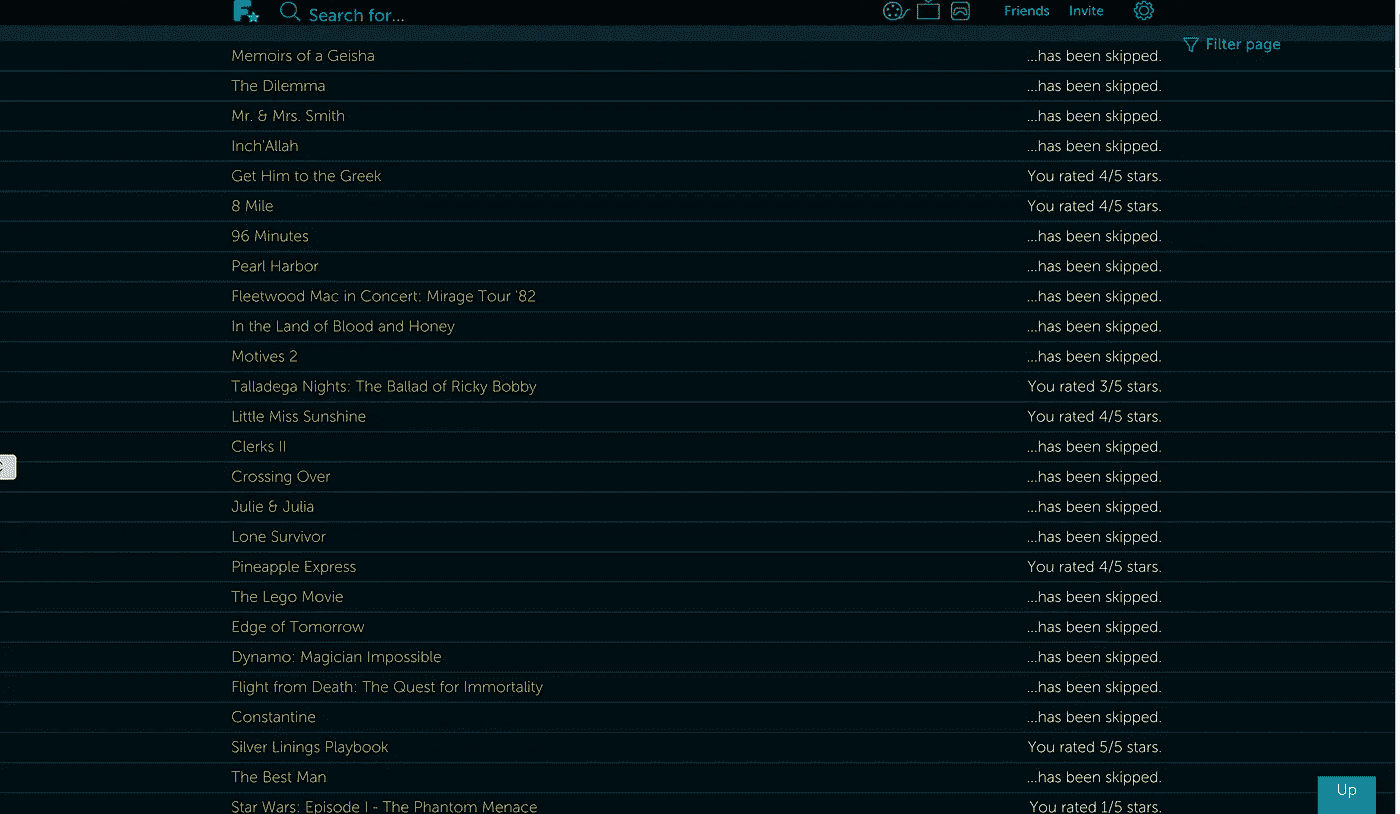 F
Search for...
Friends
Invite
Filter page
Memoirs of a Geisha ...has been skipped.
The Dilemma ...has been skipped.
Mr. & Mrs. Smith ...has been skipped.
Inch'Allah ...has been skipped.
Get Him to the Greek You rated 4/5 stars.
8 Mile You rated 4/5 stars.
96 Minutes ...has been skipped.
Pearl Harbor ...has been skipped.
Fleetwood Mac in Concert: Mirage Tour '82 ...has been skipped.
In the Land of Blood and Honey ...has been skipped.
Motives 2 ...has been skipped.
Talladega Nights: The Ballad of Ricky Bobby You rated 3/5 stars.
Little Miss Sunshine You rated 4/5 stars.
Clerks II ...has been skipped.
Crossing Over ...has been skipped.
Julie & Julia ...has been skipped.
Lone Survivor ...has been skipped.
Pineapple Express You rated 4/5 stars.
The Lego Movie ...has been skipped.
Edge of Tomorrow ...has been skipped.
Dynamo: Magician Impossible ...has been skipped.
Flight from Death: The Quest for Immortality ...has been skipped.
Constantine ...has been skipped.
Silver Linings Playbook You rated 5/5 stars.
The Best Man ...has been skipped.
Star Wars: Episode I - The Phantom Menace You rated 1/5 stars.
Up